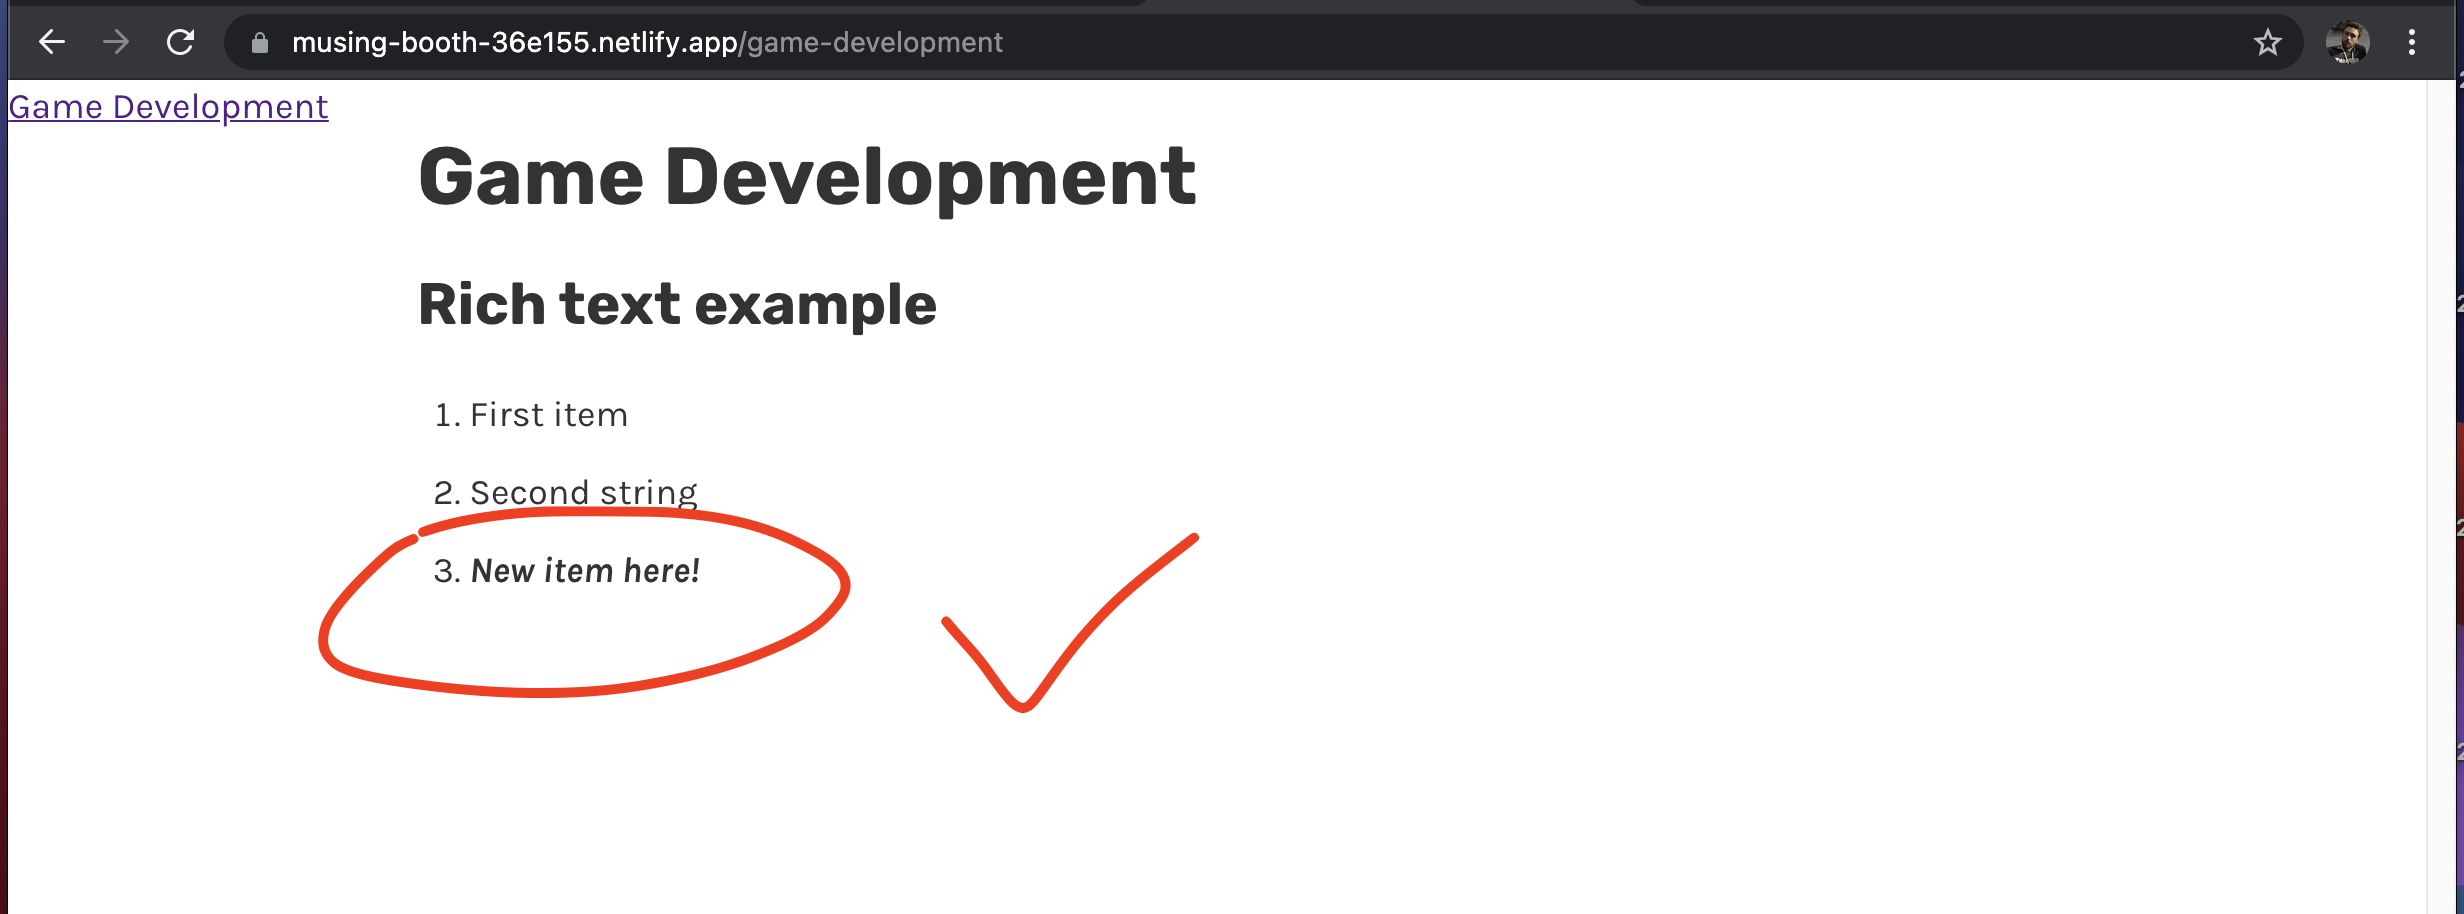 musing-booth-36e155.netlify.app/game-development
Game Development
Game Development
Rich text example
1. First item
2. Second string
3. New item here!